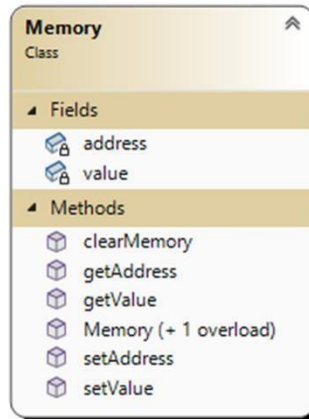 Memory
Class
Fields
address
value
Methods
clearMemory
getAddress
getValue
Memory (+ 1 overload)
setAddress
setValue